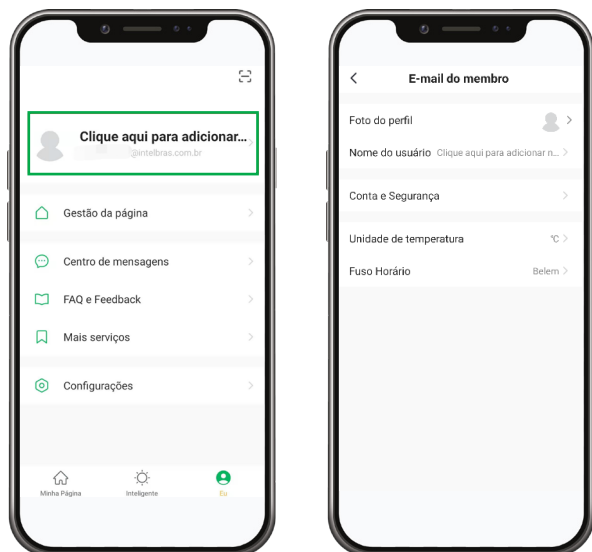 Clique aqui para adicionar...
@intelbras.com.br
Gestão da página
Centro de mensagens
FAQ e Feedback
Mais serviços
Configurações
Minha Página
Inteligente
Eu
E-mail do membro
Foto do perfil
Nome do usuário Clique aqui para adicionar n...
Conta e Segurança
Unidade de temperatura °C
Fuso Horário Belem